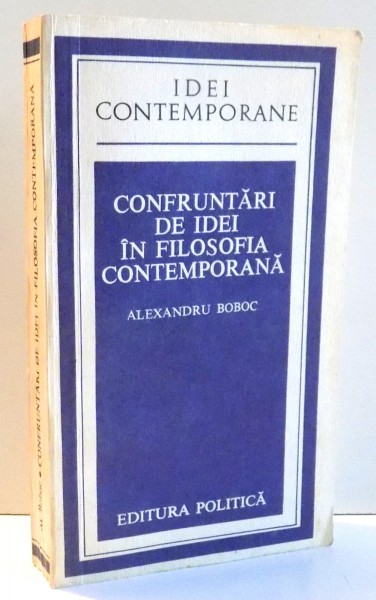 IDEI
CONTEMPORANE
CONFRUNTĂRI
DE IDEI
ÎN FILOSOFIA
CONTEMPORANĂ
ALEXANDRU BOBOC
EDITURA POLITICĂ
Al. Boboc • CONFRUNTĂRI DE IDEI ÎN FILOSOFIA CONTEMPORANĂ